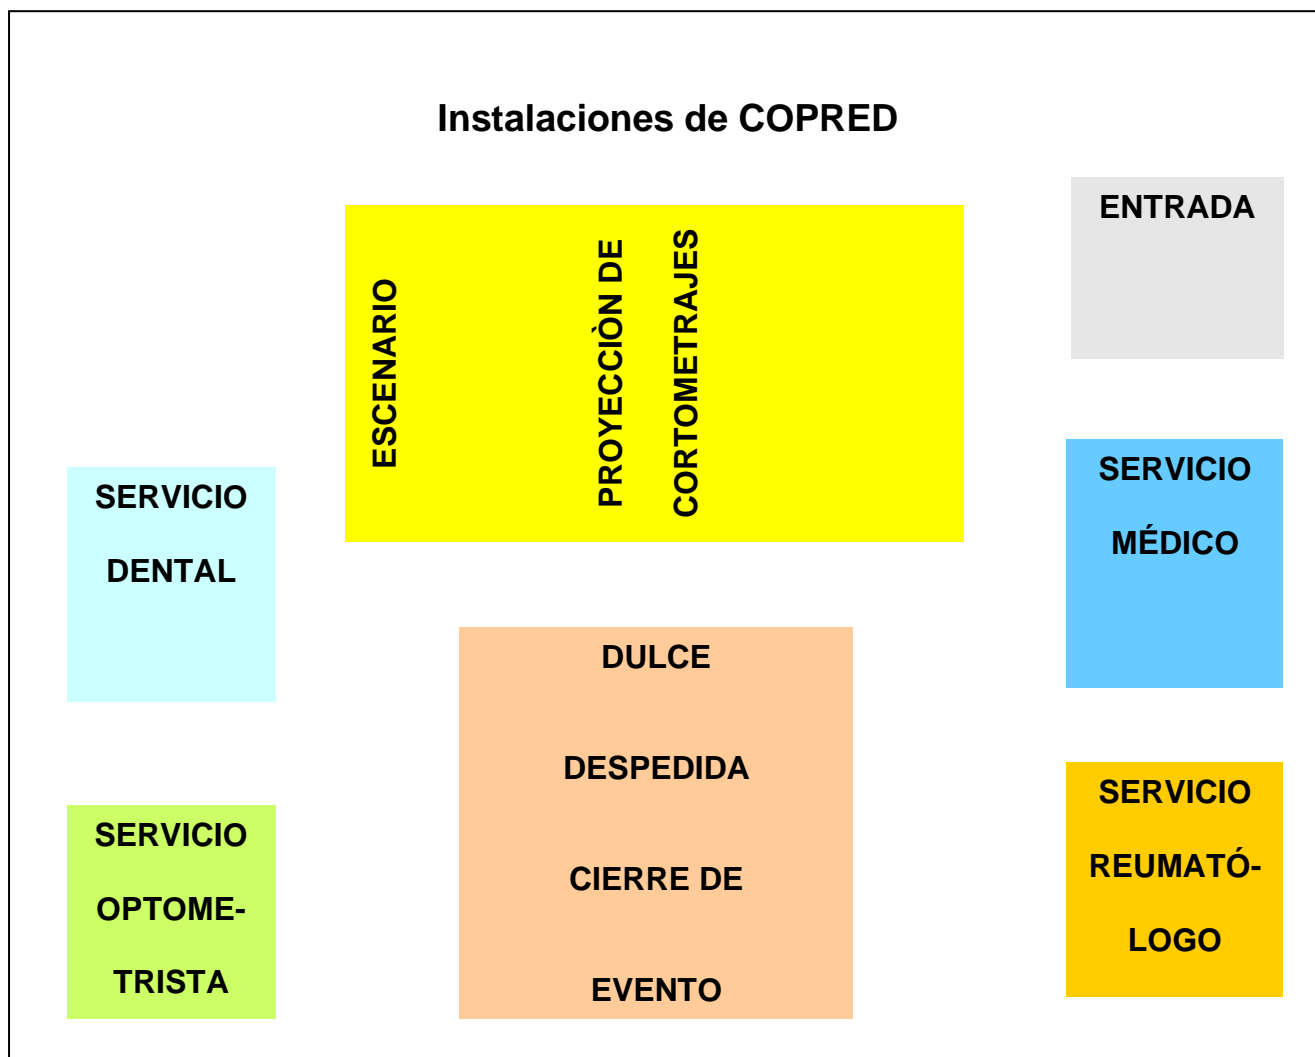 Instalaciones de COPRED
ENTRADA
ESCENARIO
PROYECCIÒN DE
CORTOMETRAJES
SERVICIO
DENTAL
SERVICIO
MÉDICO
DULCE
DESPEDIDA
CIERRE DE
EVENTO
SERVICIO
OPTOME-
TRISTA
SERVICIO
REUMATÓ-
LOGO